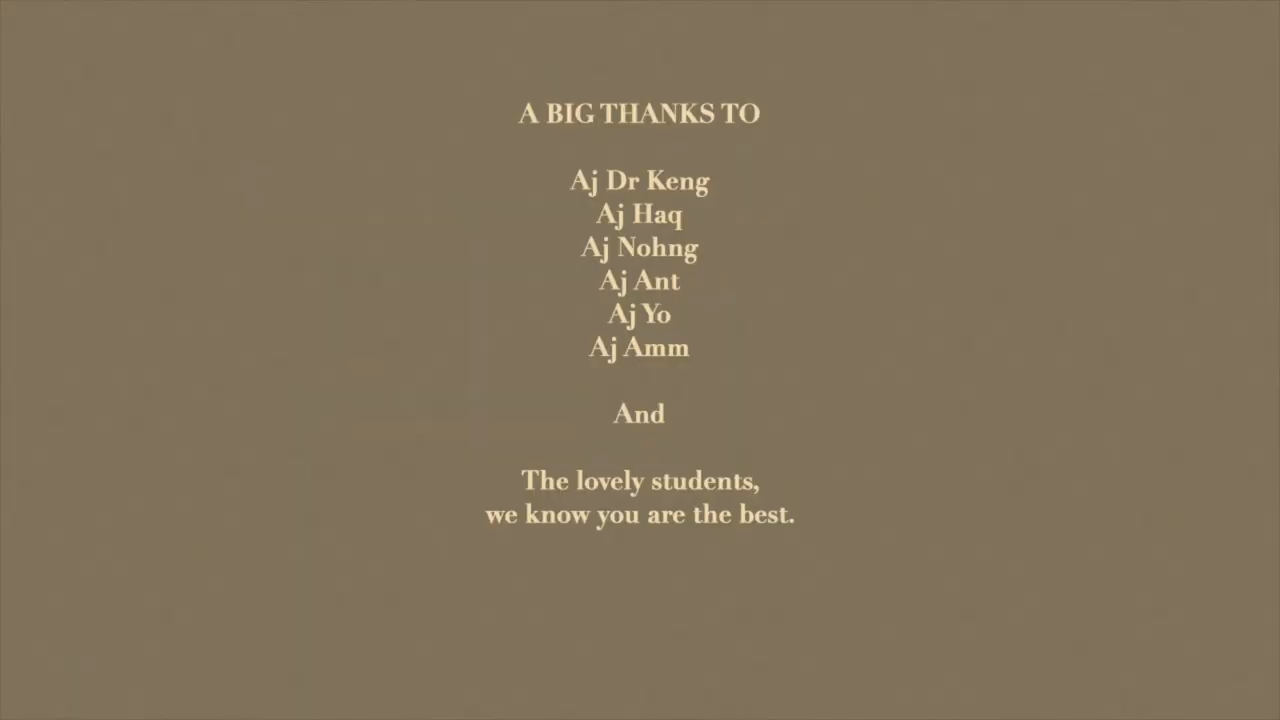 A BIG THANKS TO
Aj Dr Keng
Aj Haq
Aj Nohng
Aj Ant
Aj Yo
Aj Amm
And
The lovely students,
we know you are the best.